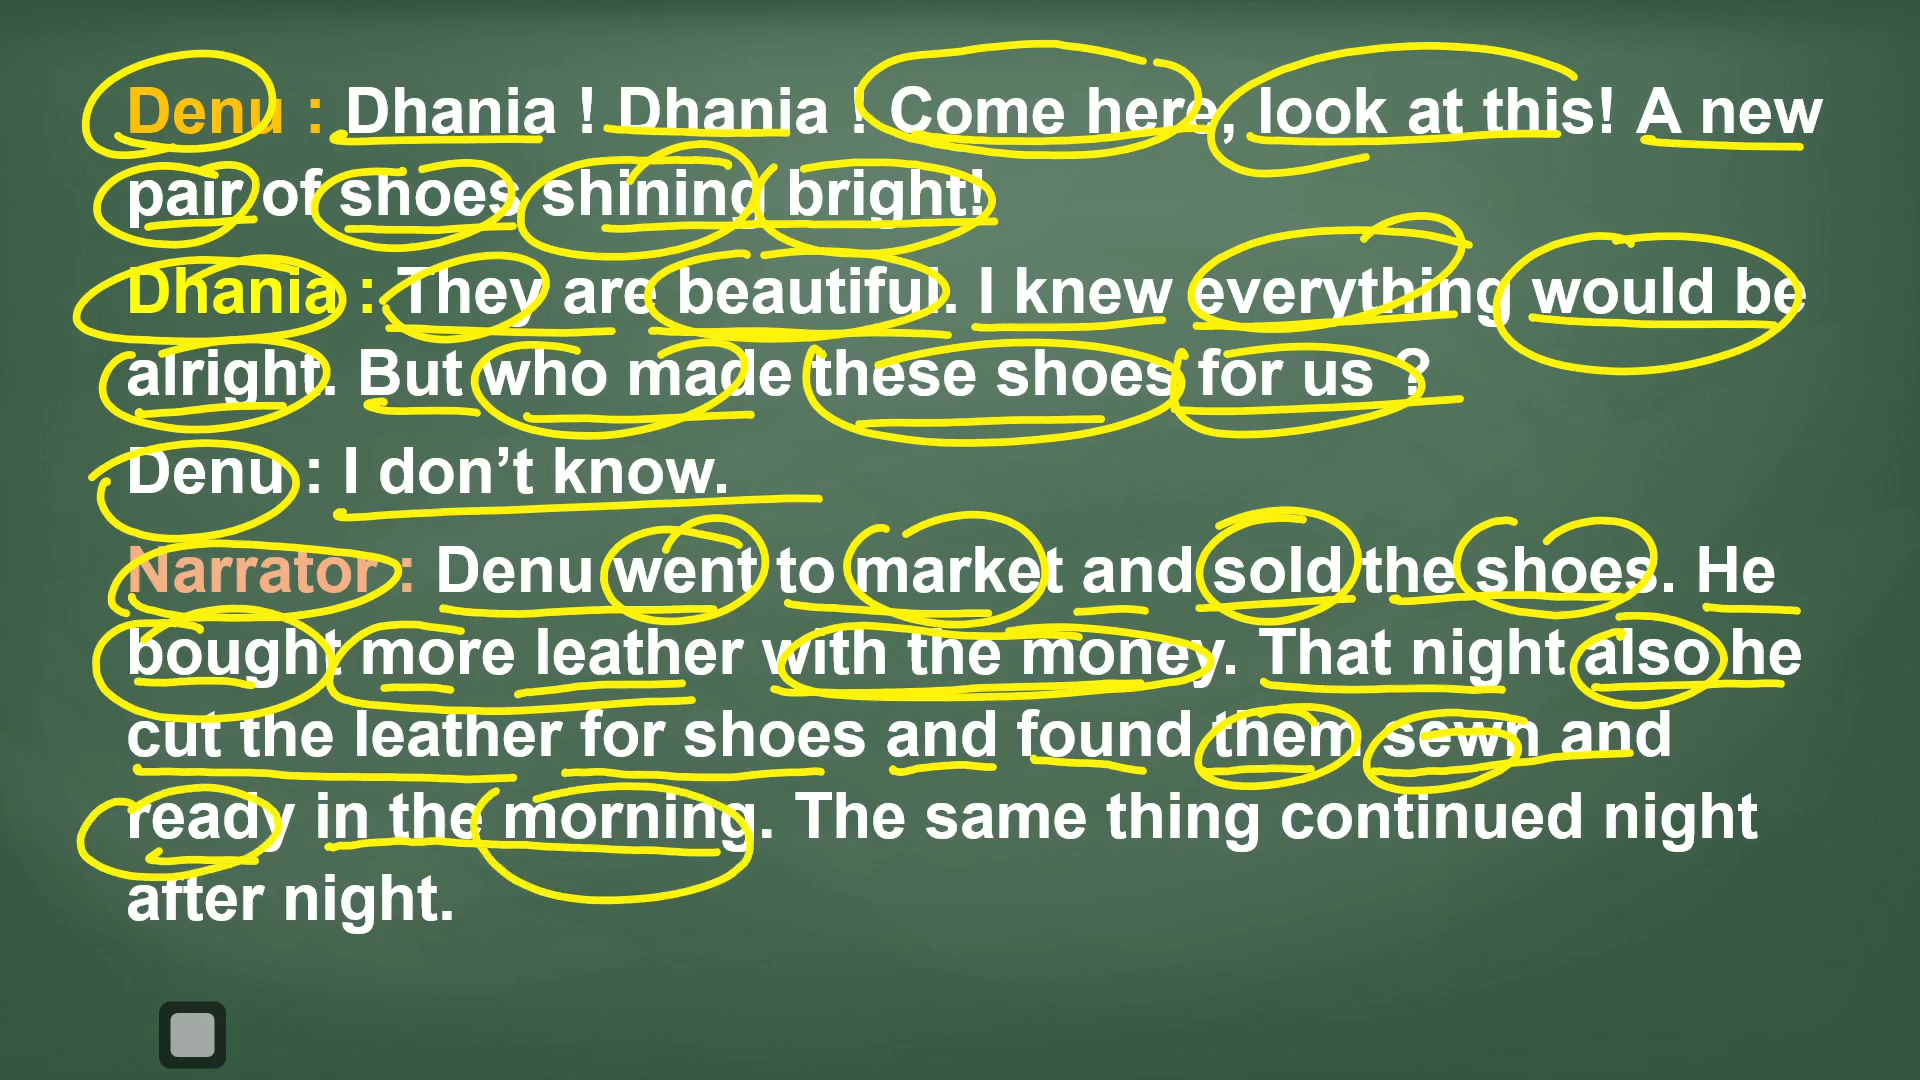 Denu : Dhania ! Dhania ! Come here, look at this! A new
pair of shoes shining bright!
Dhania : They are beautiful. I knew everything would be
alright. But who made these shoes for us ?
Denu : I don’t know.
Narrator : Denu went to market and sold the shoes. He
bought more leather with the money. That night also he
cut the leather for shoes and found them sewn and
ready in the morning. The same thing continued night
after night.